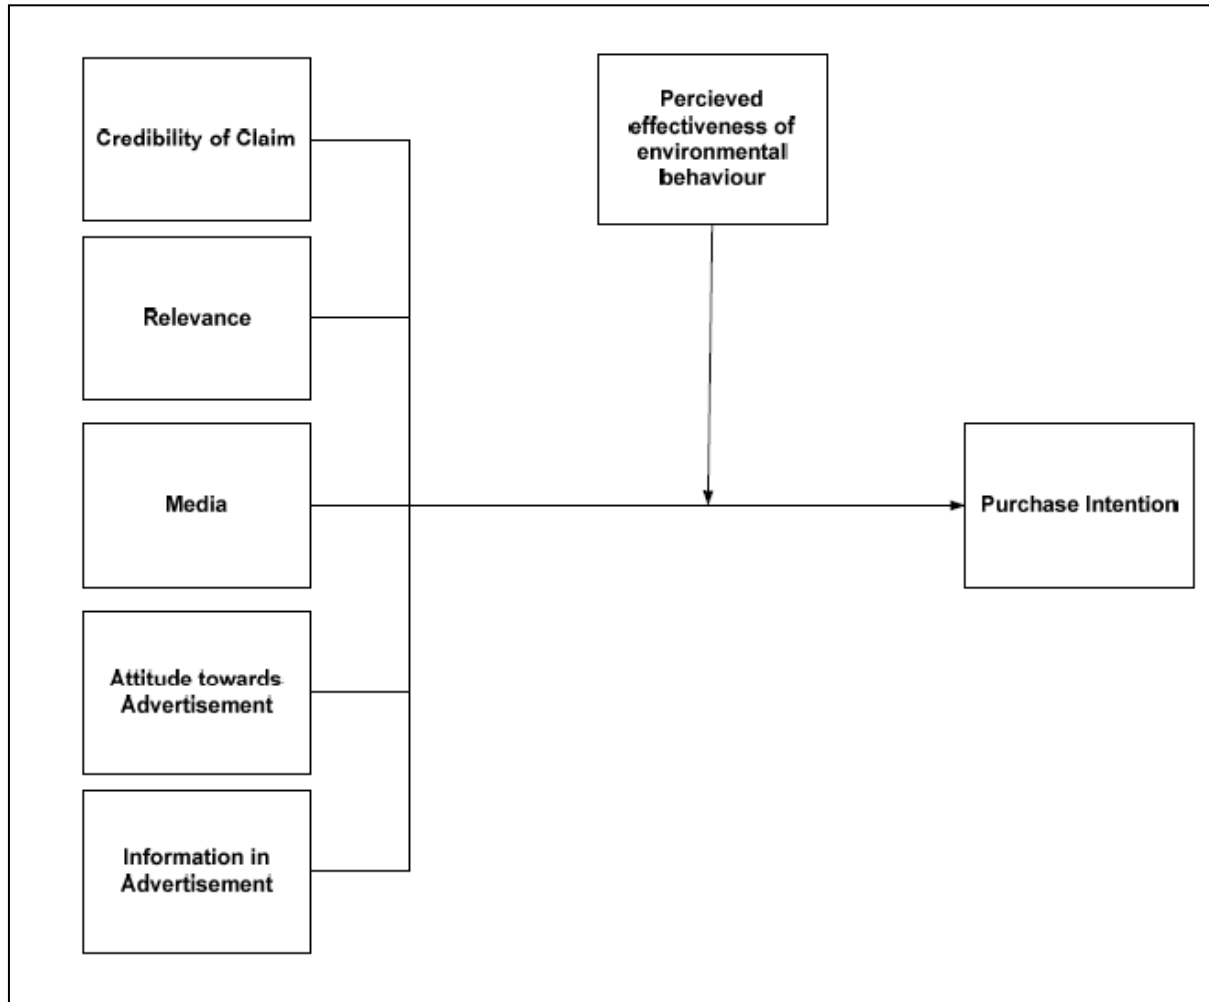 Credibility of Claim
Percieved
effectiveness of
environmental
behaviour
Relevance
Media
Purchase Intention
Attitude towards
Advertisement
Information in
Advertisement